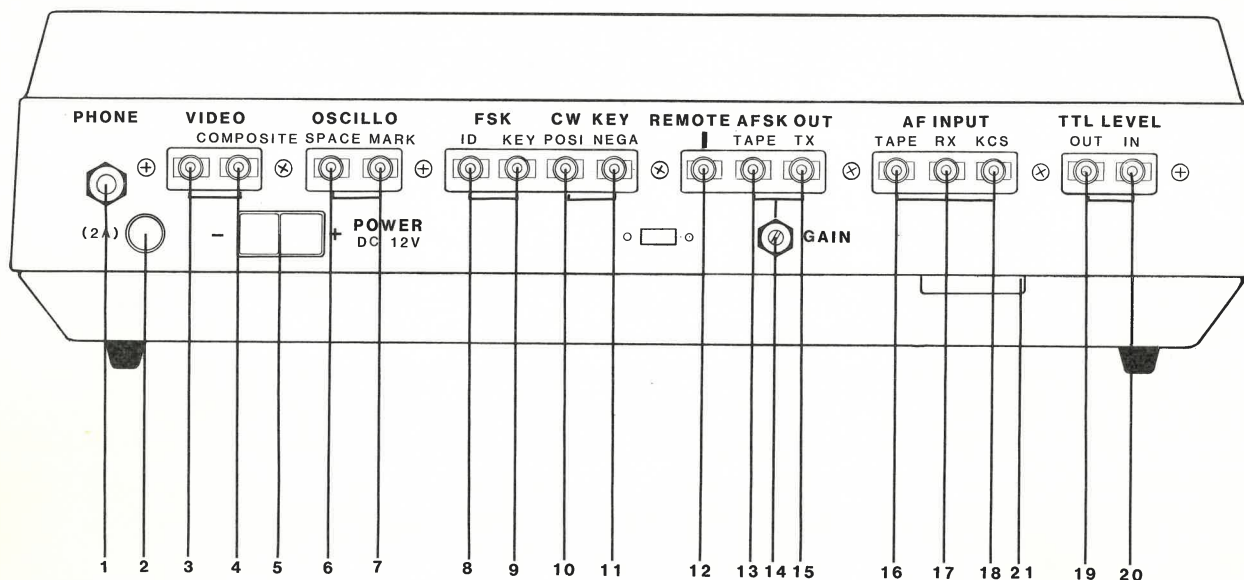 PHONE VIDEO OSCILLO FSK CW KEY REMOTE AFSK OUT AF INPUT TTL LEVEL
COMPOSITE SPACE MARK ID KEY POSI NEGA TAPE TX TAPE RX KCS OUT IN
(2A) - + POWER GAIN
DC 12V
1 2 3 4 5 6 7 8 9 10 11 12 13 14 15 16 17 18 21 19 20